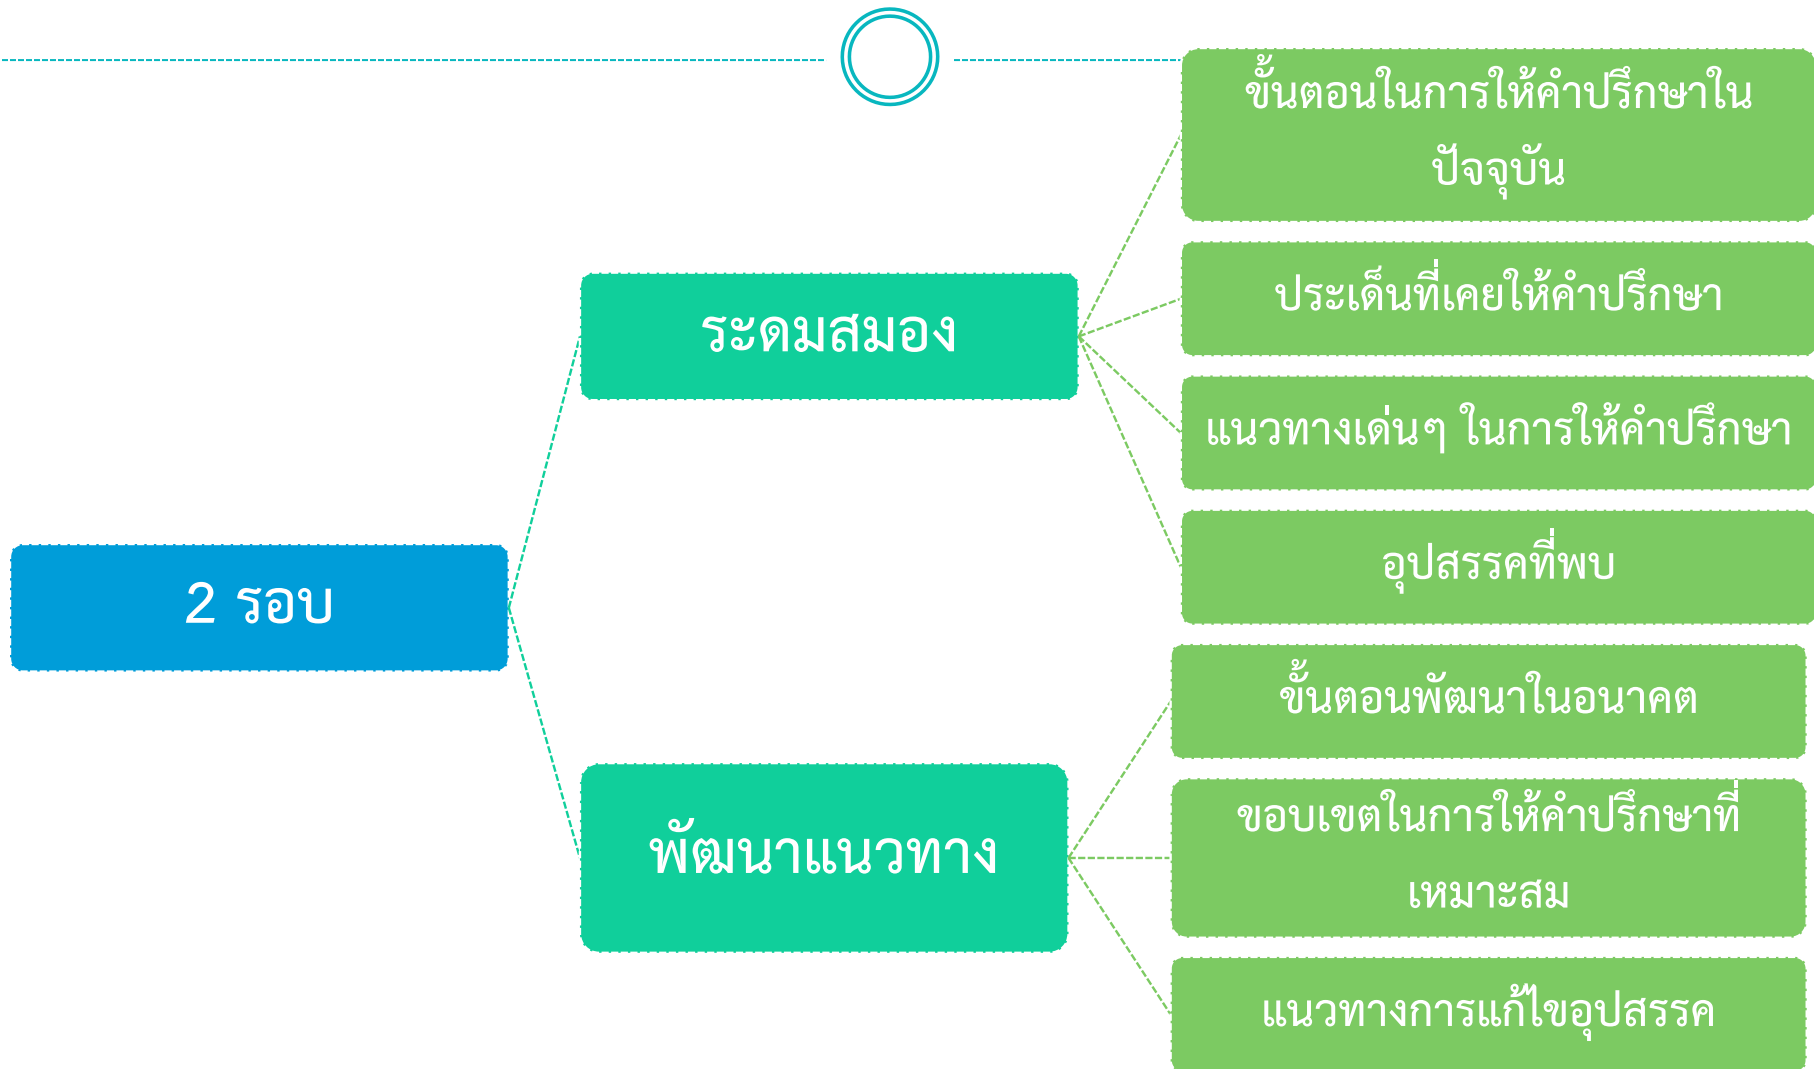 2 รอบ
ระดมสมอง
ขั้นตอนในการให้คำปรึกษาใน
ปัจจุบัน
ประเด็นที่เคยให้คำปรึกษา
แนวทางเด่นๆ ในการให้คำปรึกษา
อุปสรรคที่พบ
พัฒนาแนวทาง
ขั้นตอนพัฒนาในอนาคต
ขอบเขตในการให้คำปรึกษาที่
เหมาะสม
แนวทางการแก้ไขอุปสรรค